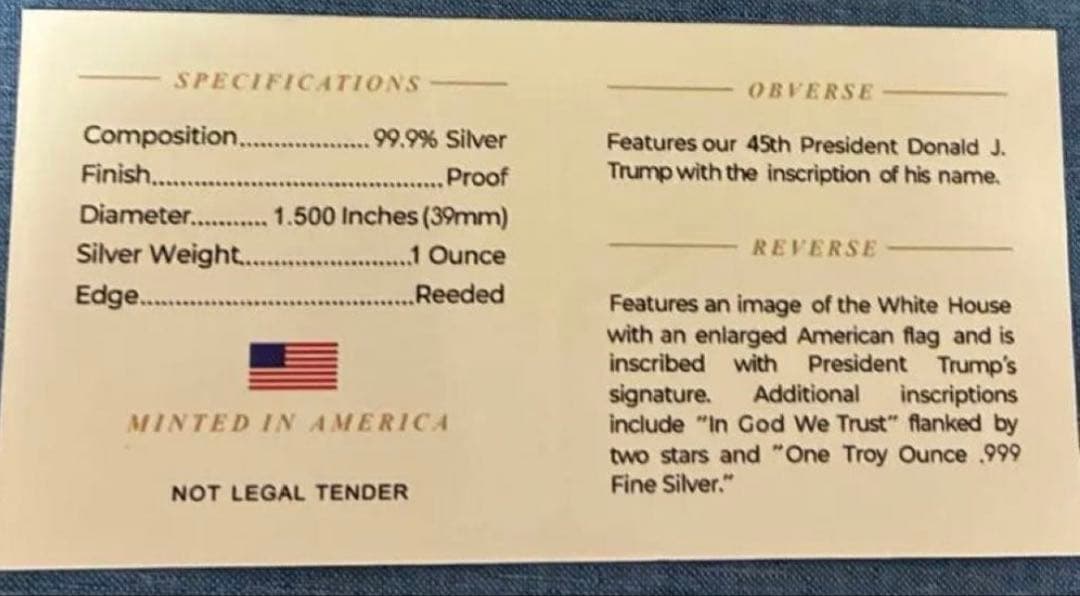 SPECIFICATIONS
Composition................... 99.9% Silver
Finish.......................................... Proof
Diameter........... 1.500 Inches (39mm)
Silver Weight........................1 Ounce
Edge.......................................Reeded
MINTED IN AMERICA
NOT LEGAL TENDER
OBVERSE
Features our 45th President Donald J.
Trump with the inscription of his name.
REVERSE
Features an image of the White House
with an enlarged American flag and is
inscribed with President Trump's
signature. Additional inscriptions
include "In God We Trust" flanked by
two stars and "One Troy Ounce .999
Fine Silver."